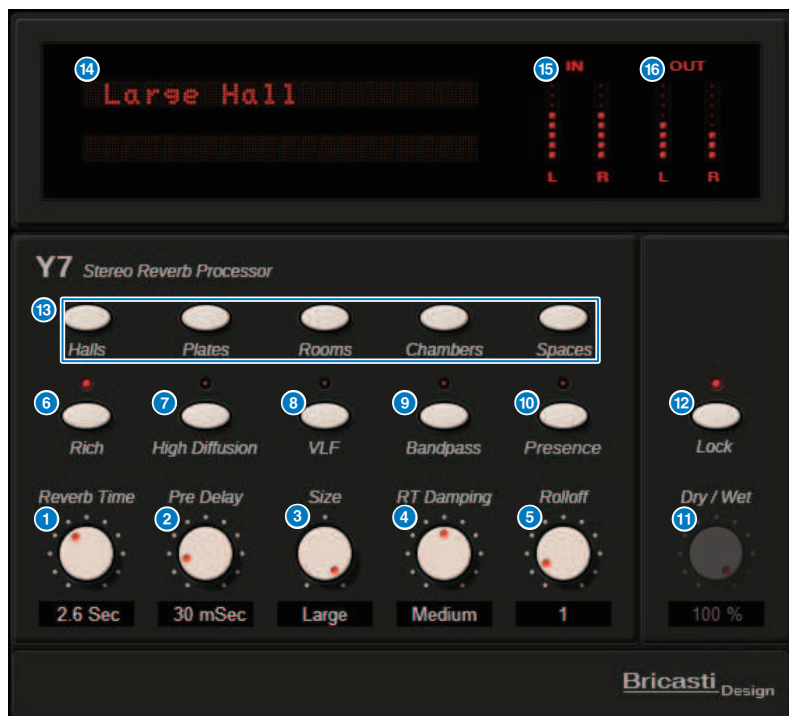 14 15 IN 16 OUT
Large Hall
L R L R
Y7 Stereo Reverb Processor
13
Halls Plates Rooms Chambers Spaces
6 7 8 9 10 12
Rich High Diffusion VLF Bandpass Presence Lock
Reverb Time Pre Delay Size RT Damping Rolloff Dry / Wet
1 2 3 4 5 11
2.6 Sec 30 mSec Large Medium 1 100 %
Bricasti Design